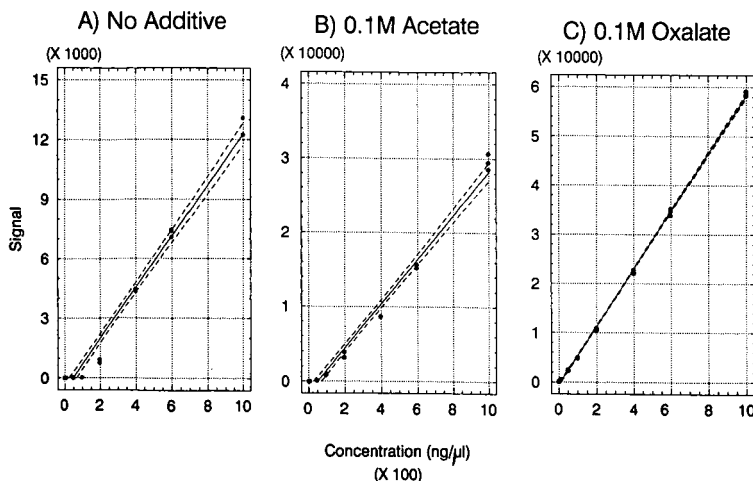 A) No Additive
(X 1000)
15
12
9
6
3
0
Signal
0 2 4 6 8 10
B) 0.1M Acetate
(X 10000)
4
3
2
1
0
0 2 4 6 8 10
C) 0.1M Oxalate
(X 10000)
6
5
4
3
2
1
0
0 2 4 6 8 10
Concentration (ng/µl)
(X 100)